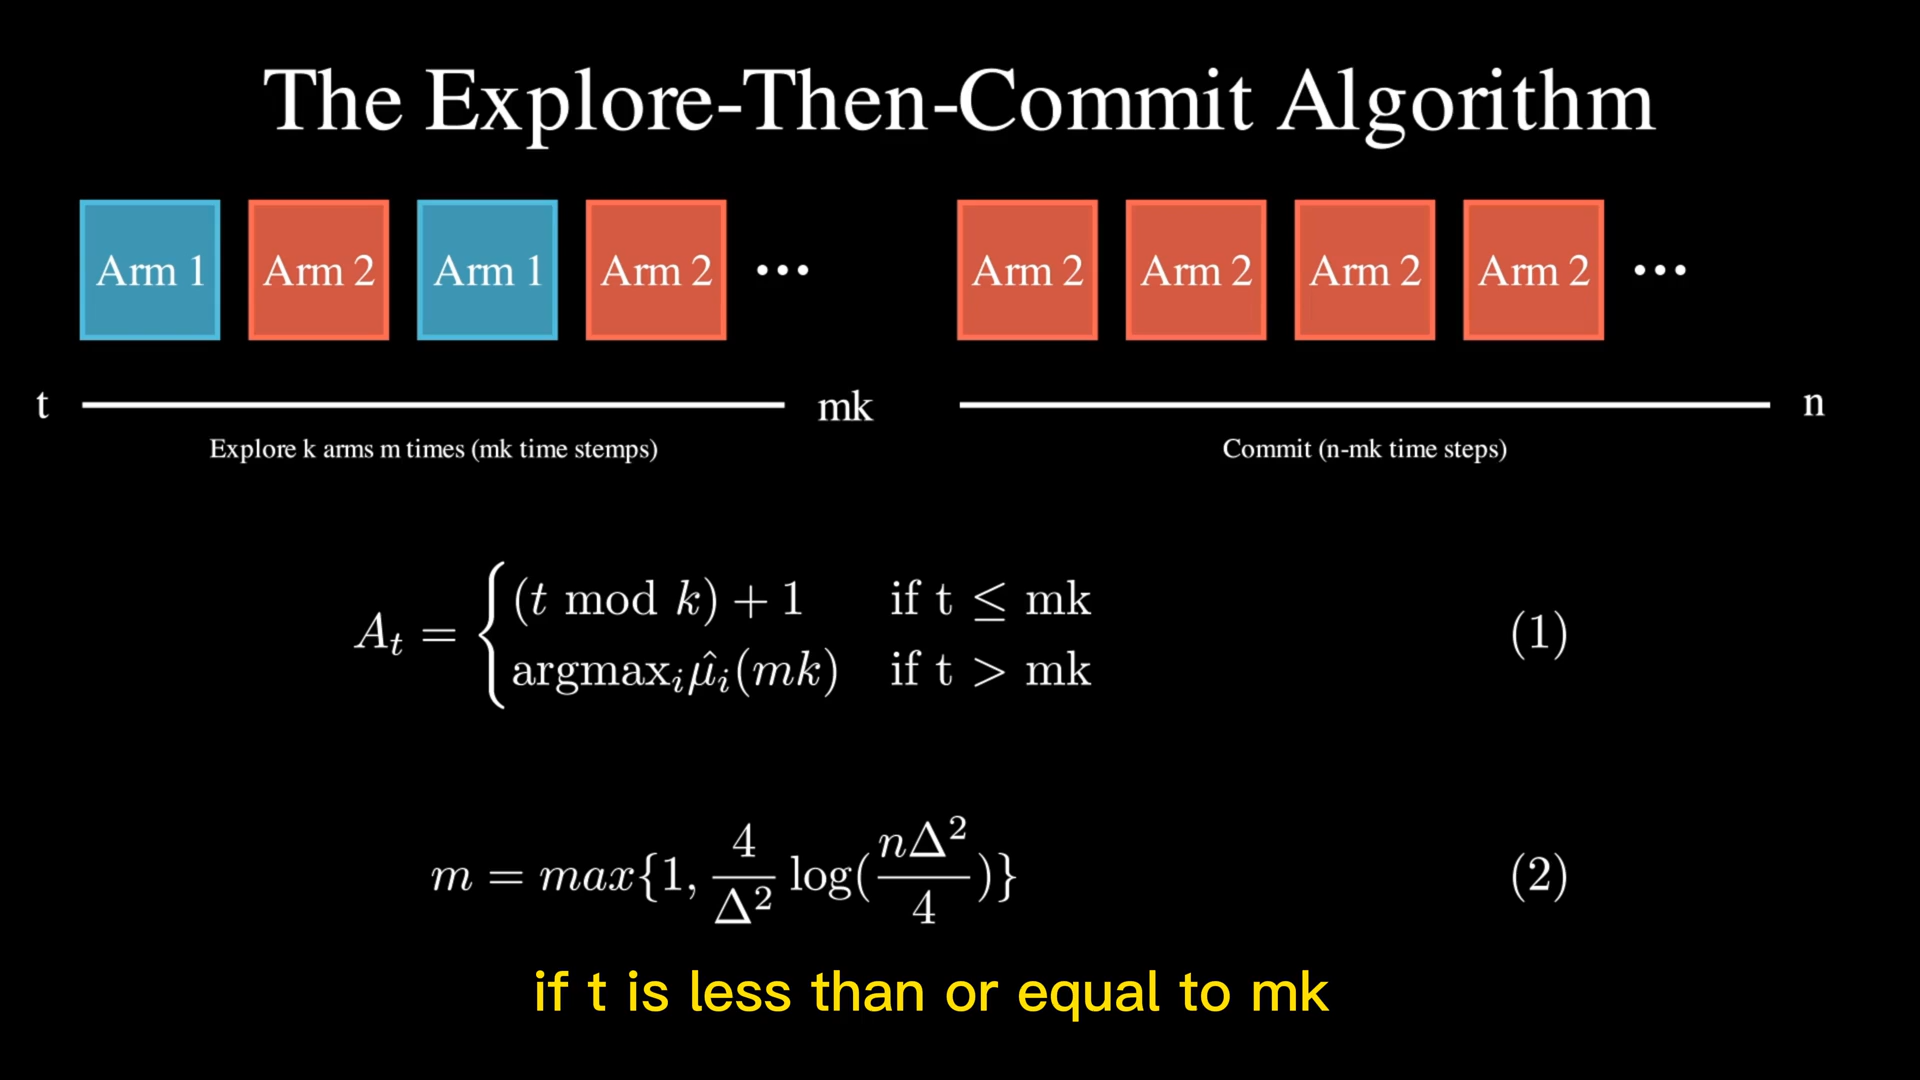 The Explore-Then-Commit Algorithm
Arm 1 Arm 2 Arm 1 Arm 2 ... Arm 2 Arm 2 Arm 2 Arm 2 ...
t mk n
Explore k arms m times (mk time stemps) Commit (n-mk time steps)
A_t = { (t mod k) + 1 if t ≤ mk
argmax_i μ̂_i(mk) if t > mk (1)
m = max{1, 4/Δ² log(nΔ²/4)} (2)
if t is less than or equal to mk